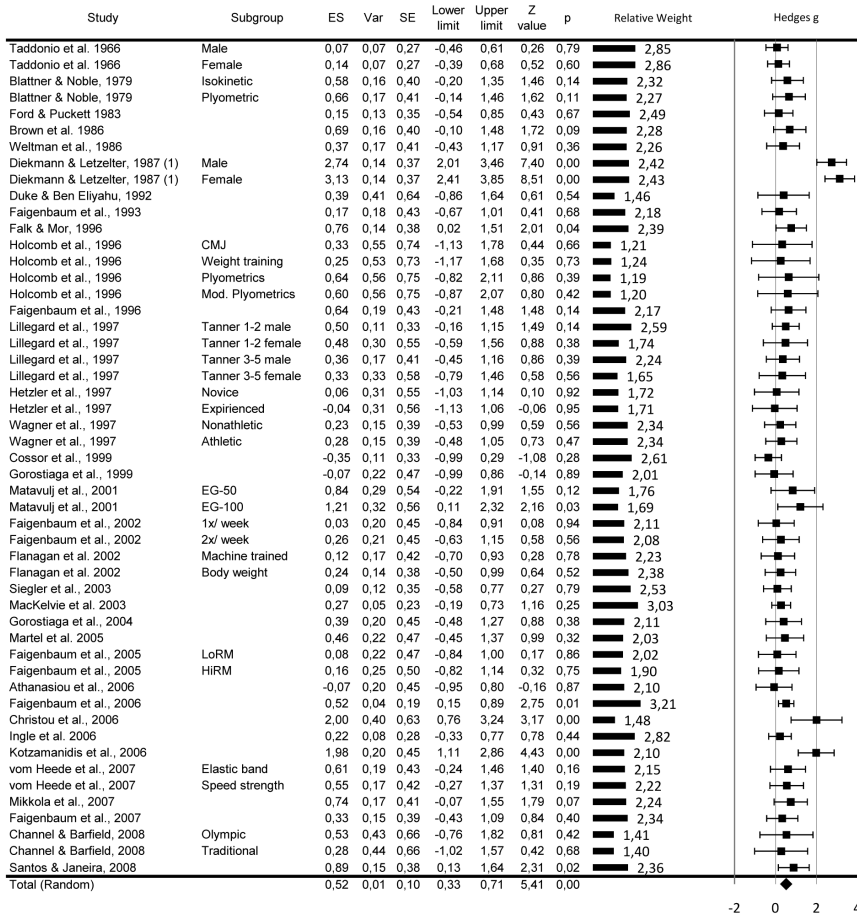 Study Subgroup ES Var SE Lower limit Upper limit Z value p Relative Weight Hedges g
Taddonio et al. 1966 Male 0,07 0,07 0,27 -0,46 0,61 0,26 0,79 2,85
Taddonio et al. 1966 Female 0,14 0,07 0,27 -0,39 0,68 0,52 0,60 2,86
Blattner & Noble, 1979 Isokinetic 0,58 0,16 0,40 -0,20 1,35 1,46 0,14 2,32
Blattner & Noble, 1979 Plyometric 0,66 0,17 0,41 -0,14 1,46 1,62 0,11 2,27
Ford & Puckett 1983 0,15 0,13 0,35 -0,54 0,85 0,43 0,67 2,49
Brown et al. 1986 0,69 0,16 0,40 -0,10 1,48 1,72 0,09 2,28
Weltman et al., 1986 0,37 0,17 0,41 -0,43 1,17 0,91 0,36 2,26
Diekmann & Letzelter, 1987 (1) Male 2,74 0,14 0,37 2,01 3,46 7,40 0,00 2,42
Diekmann & Letzelter, 1987 (1) Female 3,13 0,14 0,37 2,41 3,85 8,51 0,00 2,43
Duke & Ben Eliyahu, 1992 0,39 0,41 0,64 -0,86 1,64 0,61 0,54 1,46
Faigenbaum et al., 1993 0,17 0,18 0,43 -0,67 1,01 0,41 0,68 2,18
Falk & Mor, 1996 0,76 0,14 0,38 0,02 1,51 2,01 0,04 2,39
Holcomb et al., 1996 CMJ 0,33 0,55 0,74 -1,13 1,78 0,44 0,66 1,21
Holcomb et al., 1996 Weight training 0,25 0,53 0,73 -1,17 1,68 0,35 0,73 1,24
Holcomb et al., 1996 Plyometrics 0,64 0,56 0,75 -0,82 2,11 0,86 0,39 1,19
Holcomb et al., 1996 Mod. Plyometrics 0,60 0,56 0,75 -0,87 2,07 0,80 0,42 1,20
Faigenbaum et al., 1996 0,64 0,19 0,43 -0,21 1,48 1,48 0,14 2,17
Lillegard et al., 1997 Tanner 1-2 male 0,50 0,11 0,33 -0,16 1,15 1,49 0,14 2,59
Lillegard et al., 1997 Tanner 1-2 female 0,48 0,30 0,55 -0,59 1,56 0,88 0,38 1,74
Lillegard et al., 1997 Tanner 3-5 male 0,36 0,17 0,41 -0,45 1,16 0,86 0,39 2,24
Lillegard et al., 1997 Tanner 3-5 female 0,33 0,33 0,58 -0,79 1,46 0,58 0,56 1,65
Hetzler et al., 1997 Novice 0,06 0,31 0,55 -1,03 1,14 0,10 0,92 1,72
Hetzler et al., 1997 Expirienced -0,04 0,31 0,56 -1,13 1,06 -0,06 0,95 1,71
Wagner et al., 1997 Nonathletic 0,23 0,15 0,39 -0,53 0,99 0,59 0,56 2,34
Wagner et al., 1997 Athletic 0,28 0,15 0,39 -0,48 1,05 0,73 0,47 2,34
Cossor et al., 1999 -0,35 0,11 0,33 -0,99 0,29 -1,08 0,28 2,61
Gorostiaga et al., 1999 -0,07 0,22 0,47 -0,99 0,86 -0,14 0,89 2,01
Matavulj et al., 2001 EG-50 0,84 0,29 0,54 -0,22 1,91 1,55 0,12 1,76
Matavulj et al., 2001 EG-100 1,21 0,32 0,56 0,11 2,32 2,16 0,03 1,69
Faigenbaum et al., 2002 1x/ week 0,03 0,20 0,45 -0,84 0,91 0,08 0,94 2,11
Faigenbaum et al., 2002 2x/ week 0,26 0,21 0,45 -0,63 1,15 0,58 0,56 2,08
Flanagan et al. 2002 Machine trained 0,12 0,17 0,42 -0,70 0,93 0,28 0,78 2,23
Flanagan et al. 2002 Body weight 0,24 0,14 0,38 -0,50 0,99 0,64 0,52 2,38
Siegler et al., 2003 0,09 0,12 0,35 -0,58 0,77 0,27 0,79 2,53
MacKelvie et al. 2003 0,27 0,05 0,23 -0,19 0,73 1,16 0,25 3,03
Gorostiaga et al., 2004 0,39 0,20 0,45 -0,48 1,27 0,88 0,38 2,11
Martel et al. 2005 0,46 0,22 0,47 -0,45 1,37 0,99 0,32 2,03
Faigenbaum et al., 2005 LoRM 0,08 0,22 0,47 -0,84 1,00 0,17 0,86 2,02
Faigenbaum et al., 2005 HiRM 0,16 0,25 0,50 -0,82 1,14 0,32 0,75 1,90
Athanasiou et al., 2006 -0,07 0,20 0,45 -0,95 0,80 -0,16 0,87 2,10
Faigenbaum et al., 2006 0,52 0,04 0,19 0,15 0,89 2,75 0,01 3,21
Christou et al., 2006 2,00 0,40 0,63 0,76 3,24 3,17 0,00 1,48
Ingle et al. 2006 0,22 0,08 0,28 -0,33 0,77 0,78 0,44 2,82
Kotzamanidis et al., 2006 1,98 0,20 0,45 1,11 2,86 4,43 0,00 2,10
vom Heede et al., 2007 Elastic band 0,61 0,19 0,43 -0,24 1,46 1,40 0,16 2,15
vom Heede et al., 2007 Speed strength 0,55 0,17 0,42 -0,27 1,37 1,31 0,19 2,22
Mikkola et al., 2007 0,74 0,17 0,41 -0,07 1,55 1,79 0,07 2,24
Faigenbaum et al., 2007 0,33 0,15 0,39 -0,43 1,09 0,84 0,40 2,34
Channel & Barfield, 2008 Olympic 0,53 0,43 0,66 -0,76 1,82 0,81 0,42 1,41
Channel & Barfield, 2008 Traditional 0,28 0,44 0,66 -1,02 1,57 0,42 0,68 1,40
Santos & Janeira, 2008 0,89 0,15 0,38 0,13 1,64 2,31 0,02 2,36
Total (Random) 0,52 0,01 0,10 0,33 0,71 5,41 0,00
-2 0 2 4